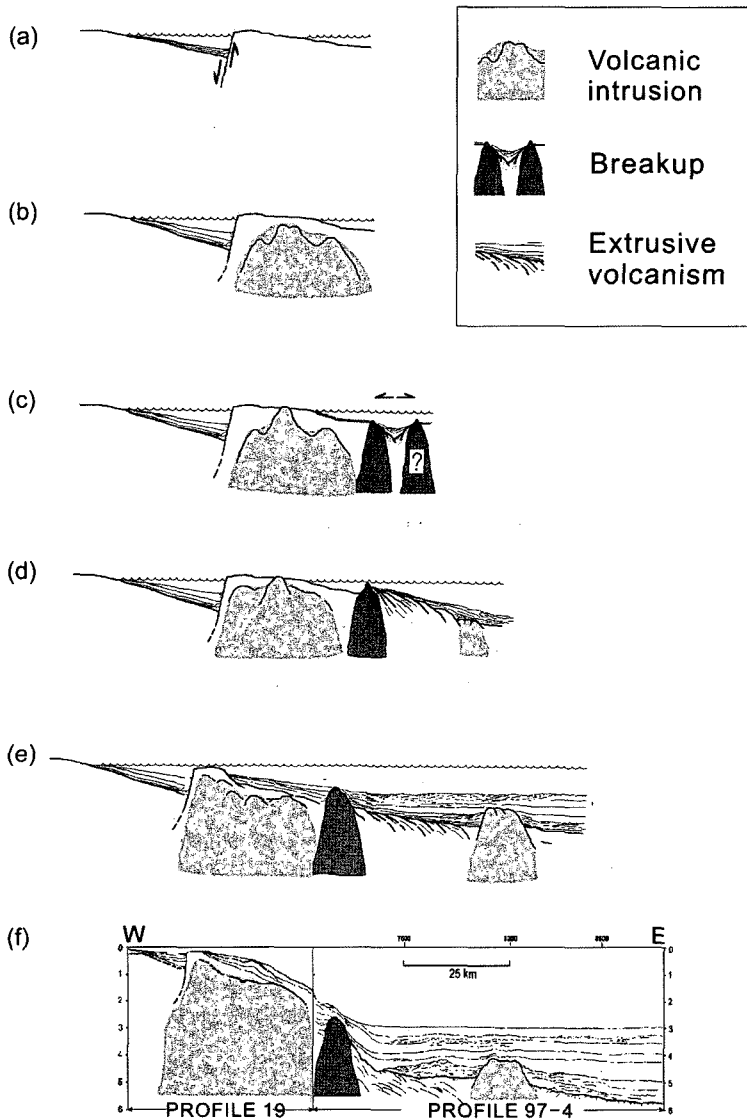 (a)
Volcanic
intrusion
Breakup
Extrusive
volcanism
(b)
(c)
?
(d)
(e)
(f)
W
E
25 km
0 0
1 1
2 2
3 3
4 4
5 5
6 6
PROFILE 19
PROFILE 97-4